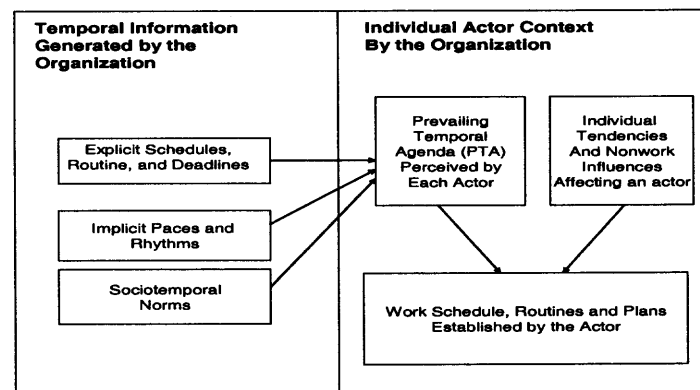 Temporal Information
Generated by the
Organization
Explicit Schedules,
Routine, and Deadlines
Implicit Paces and
Rhythms
Sociotemporal
Norms
Individual Actor Context
By the Organization
Prevailing
Temporal
Agenda (PTA)
Perceived by
Each Actor
Individual
Tendencies
And Nonwork
Influences
Affecting an actor
Work Schedule, Routines and Plans
Established by the Actor